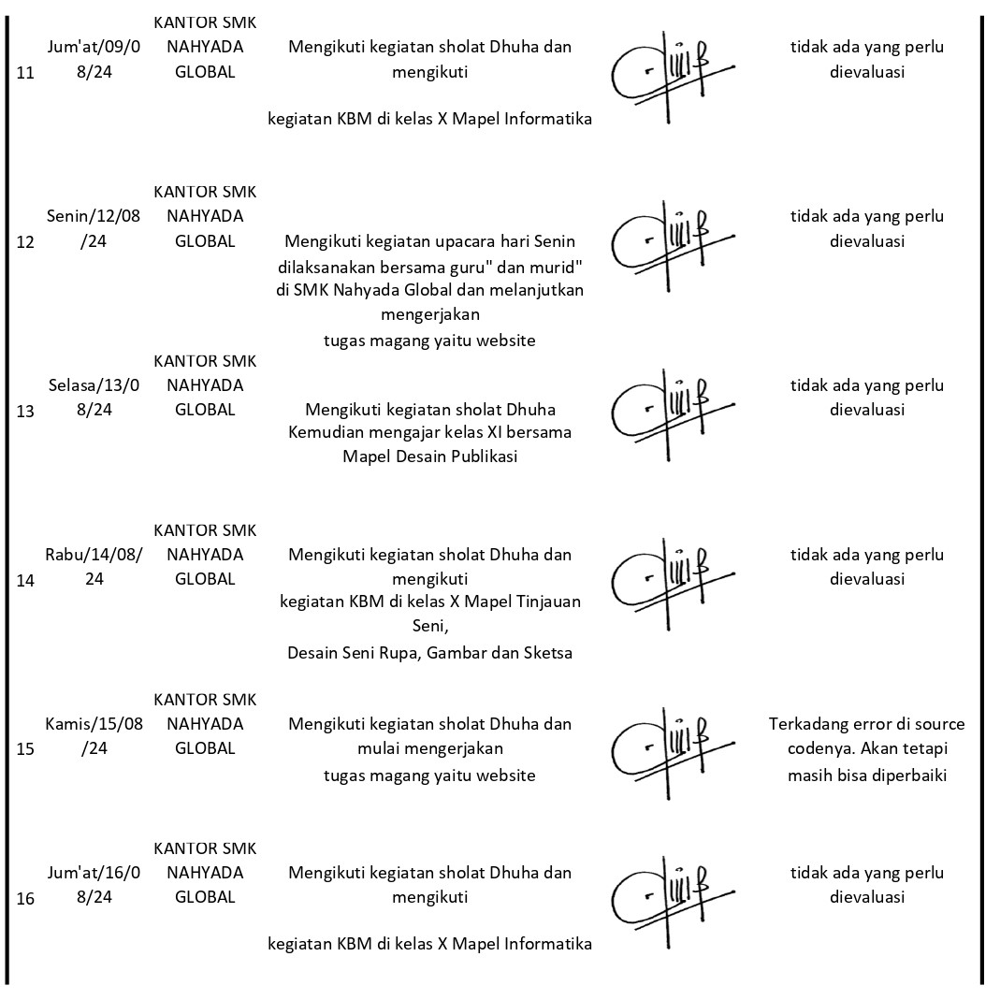 KANTOR SMK
Jum'at/09/0 NAHYADA Mengikuti kegiatan sholat Dhuha dan tidak ada yang perlu
11 8/24 GLOBAL mengikuti dievaluasi
kegiatan KBM di kelas X Mapel Informatika
KANTOR SMK
Senin/12/08 NAHYADA tidak ada yang perlu
12 /24 GLOBAL Mengikuti kegiatan upacara hari Senin dievaluasi
dilaksanakan bersama guru" dan murid"
di SMK Nahyada Global dan melanjutkan
mengerjakan
tugas magang yaitu website
KANTOR SMK
Selasa/13/0 NAHYADA tidak ada yang perlu
13 8/24 GLOBAL Mengikuti kegiatan sholat Dhuha dievaluasi
Kemudian mengajar kelas XI bersama
Mapel Desain Publikasi
KANTOR SMK
Rabu/14/08/ NAHYADA Mengikuti kegiatan sholat Dhuha dan tidak ada yang perlu
14 24 GLOBAL mengikuti dievaluasi
kegiatan KBM di kelas X Mapel Tinjauan
Seni,
Desain Seni Rupa, Gambar dan Sketsa
KANTOR SMK
Kamis/15/08 NAHYADA Mengikuti kegiatan sholat Dhuha dan Terkadang error di source
15 /24 GLOBAL mulai mengerjakan codenya. Akan tetapi
tugas magang yaitu website masih bisa diperbaiki
KANTOR SMK
Jum'at/16/0 NAHYADA Mengikuti kegiatan sholat Dhuha dan tidak ada yang perlu
16 8/24 GLOBAL mengikuti dievaluasi
kegiatan KBM di kelas X Mapel Informatika